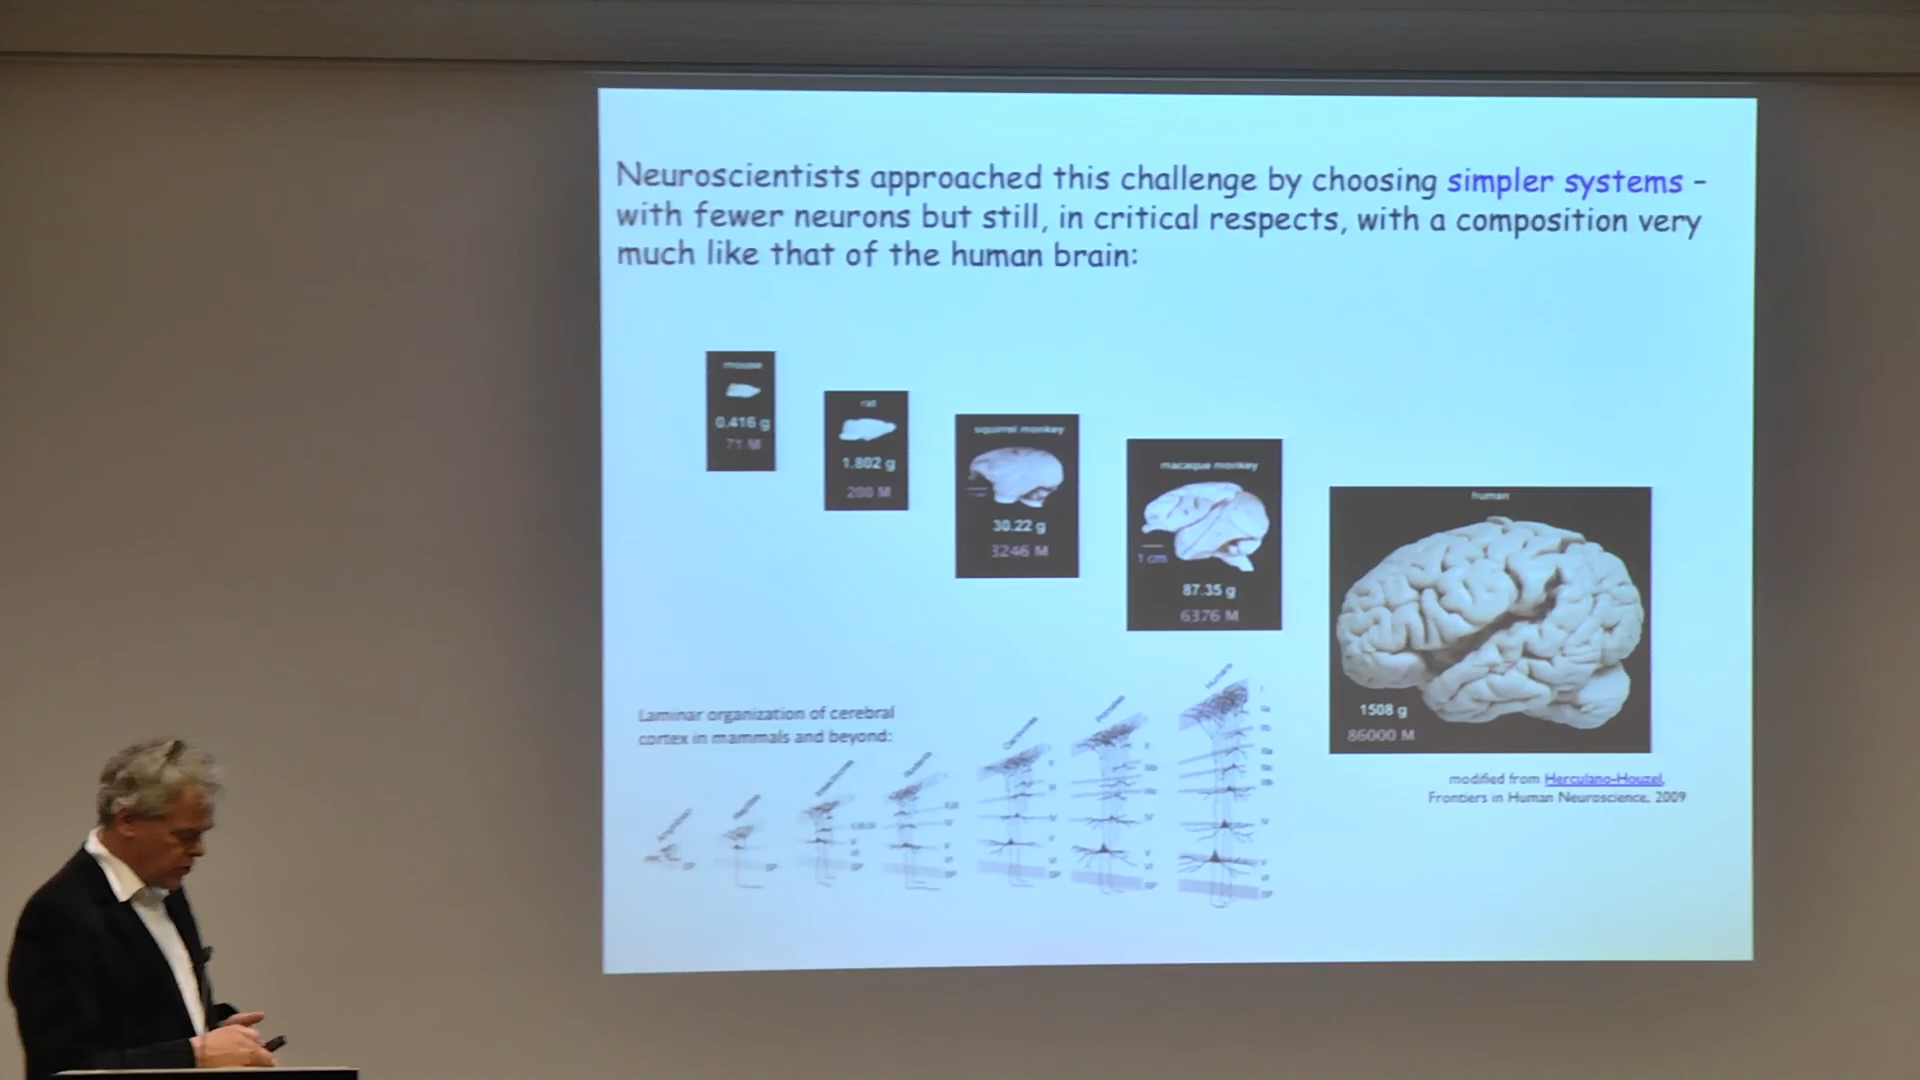 Neuroscientists approached this challenge by choosing simpler systems -
with fewer neurons but still, in critical respects, with a composition very
much like that of the human brain:
mouse
0.416 g
71 M
rat
1.802 g
200 M
squirrel monkey
30.22 g
3246 M
macaque monkey
1 cm
87.35 g
6376 M
human
1508 g
86000 M
modified from Herculano-Houzel,
Frontiers in Human Neuroscience, 2009
Laminar organization of cerebral
cortex in mammals and beyond: